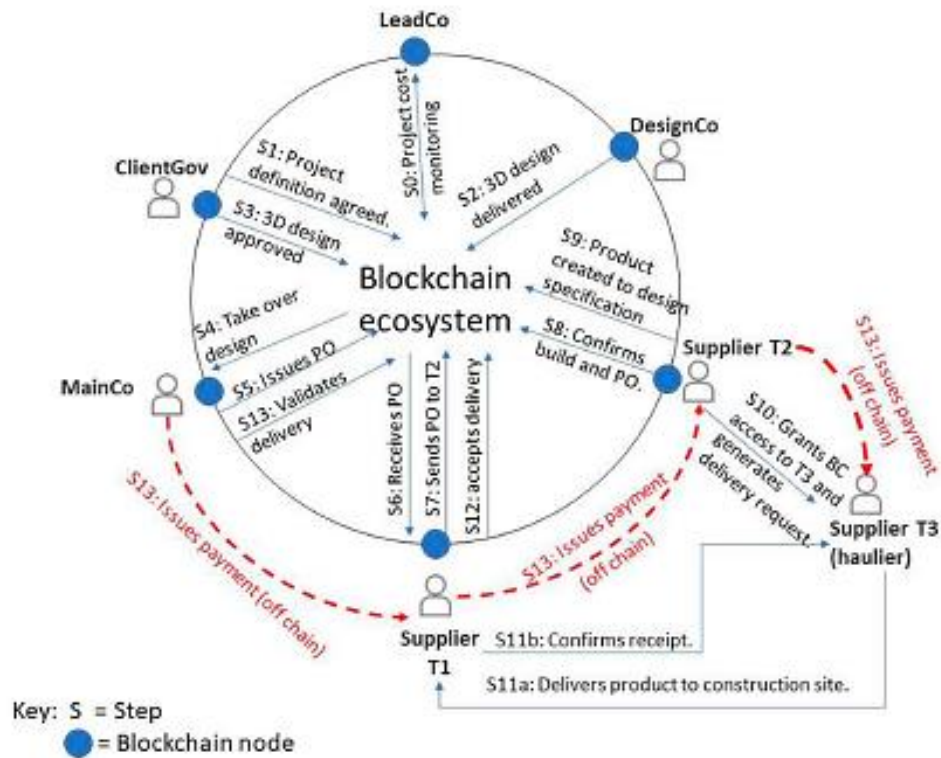 LeadCo
S0: Project cost
monitoring
DesignCo
S2: 3D design
delivered
ClientGov
S1: Project
definition agreed.
S3: 3D design
approved
Blockchain
ecosystem
S9: Product
created to design
specification
S8: Confirms
build and PO.
S4: Take over
design
MainCo
S5: Issues PO
S13: Validates
delivery
S6: Receives PO
S7: Sends PO to T2
S12: accepts delivery
Supplier T2
S13: Issues payment
(off chain)
S10: Grants BC
access to T3 and
generates
delivery request.
Supplier T3
(haulier)
S13: Issues payment (off chain)
S13: Issues payment
(off chain)
Supplier
T1
S11b: Confirms receipt.
S11a: Delivers product to construction site.
Key: S = Step
= Blockchain node